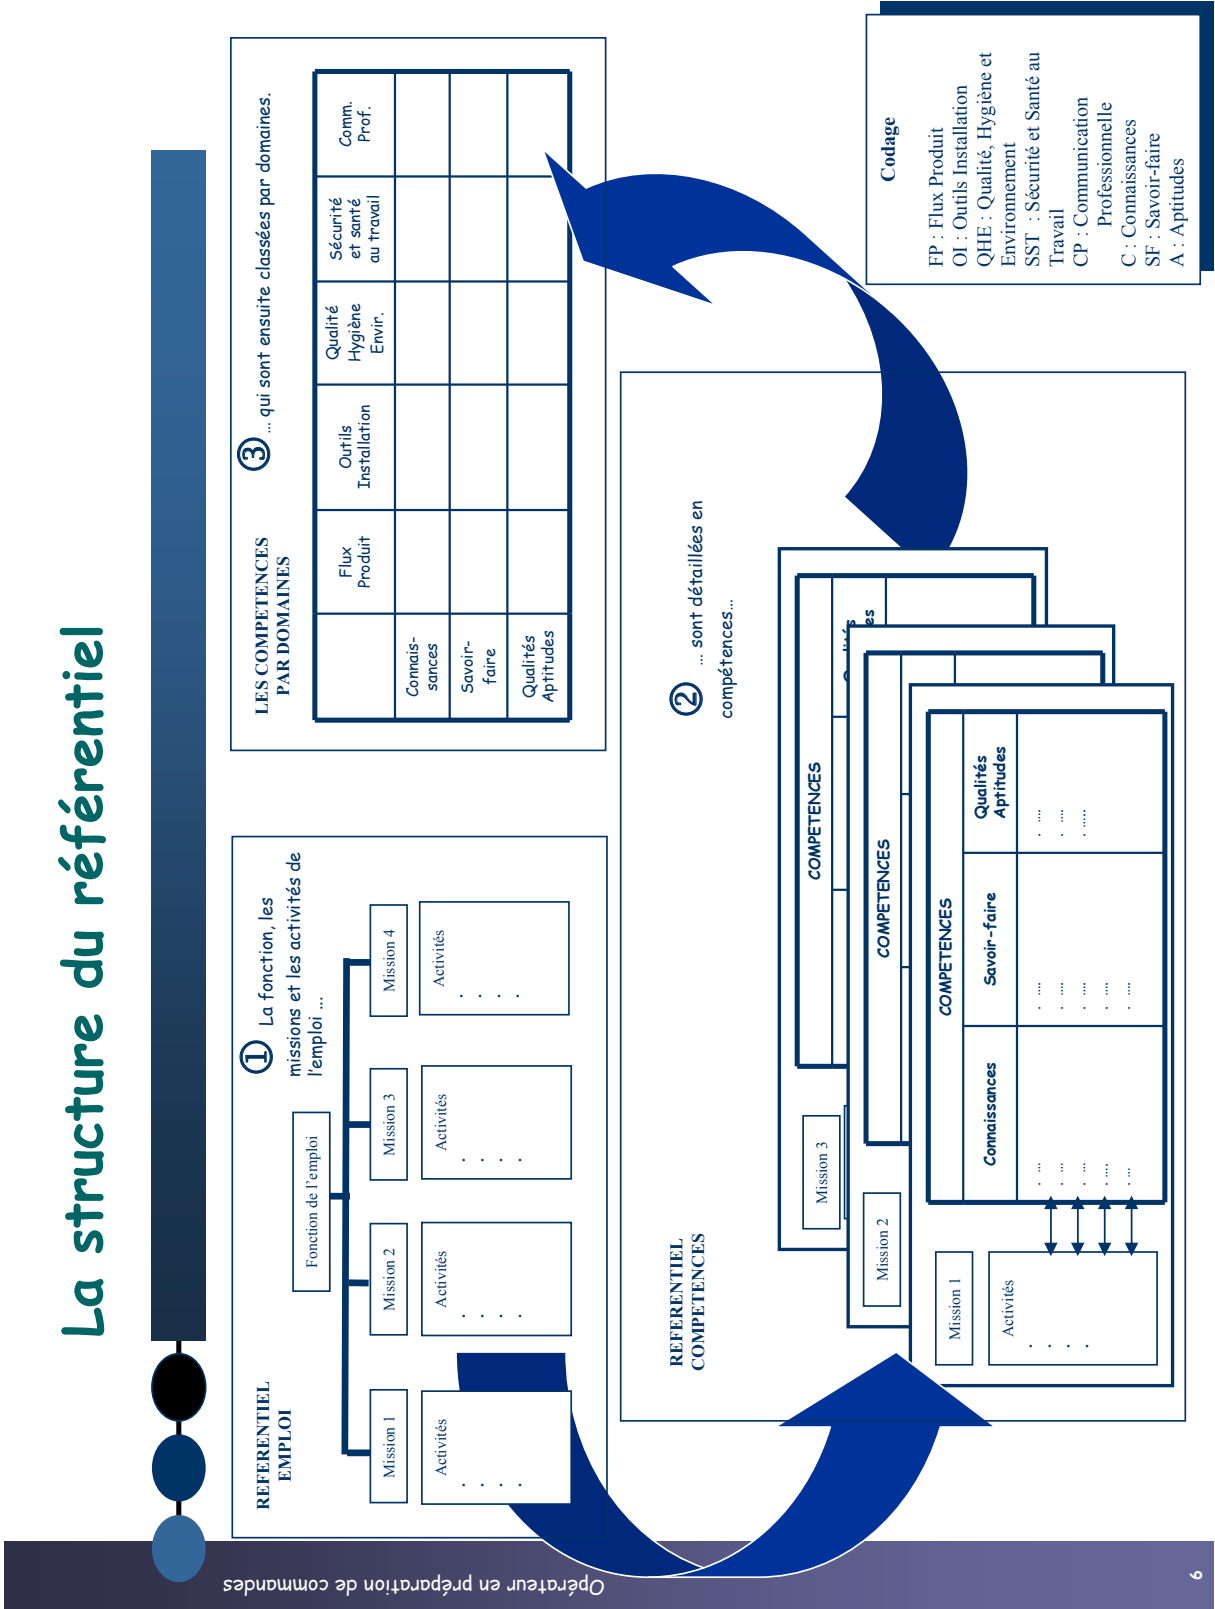 La structure du référentiel
REFERENTIEL
EMPLOI
① La fonction, les
missions et les activités de
l'emploi ...
Fonction de l'emploi
Mission 1
Mission 2
Mission 3
Mission 4
Activités
. . . .
Activités
. . . .
Activités
. . . .
Activités
. . . .
LES COMPETENCES
PAR DOMAINES
③ ... qui sont ensuite classées par domaines.
Flux
Produit
Outils
Installation
Qualité
Hygiène
Envir.
Sécurité
et santé
au travail
Comm.
Prof.
Connais-
sances
Savoir-
faire
Qualités
Aptitudes
REFERENTIEL
COMPETENCES
② ... sont détaillées en
compétences...
Mission 3
COMPETENCES
Mission 2
COMPETENCES
Mission 1
Activités
. . . .
COMPETENCES
Connaissances
Savoir-faire
Qualités
Aptitudes
. ...
. ...
. ...
. .....
. ...
. ....
. ....
. ....
. ....
. ....
. ....
. ....
. ......
Codage
FP : Flux Produit
OI : Outils Installation
QHE : Qualité, Hygiène et
Environnement
SST : Sécurité et Santé au
Travail
CP : Communication
Professionnelle
C : Connaissances
SF : Savoir-faire
A : Aptitudes
Opérateur en préparation de commandes
9